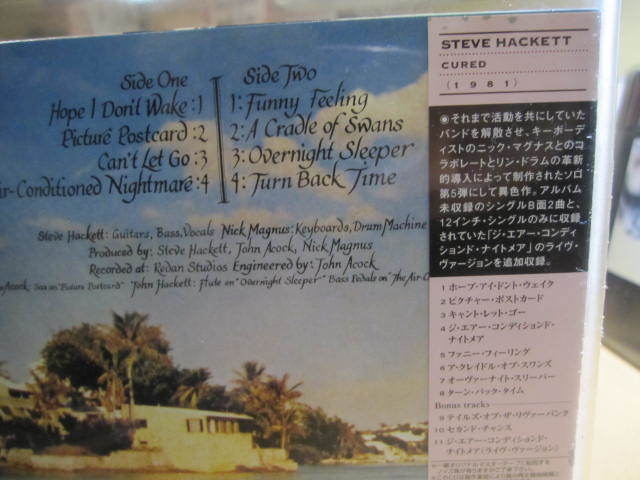 Side One
Hope I Don't Wake :1
Picture Postcard :2
Can't Let Go :3
ir-Conditioned Nightmare :4
Side Two
1: Funny Feeling
2: A Cradle of Swans
3: Overnight Sleeper
4: Turn Back Time
Steve Hackett: Guitars, Bass, Vocals Nick Magnus: Keyboards, Drum Machine
Produced by: Steve Hackett, John Acock, Nick Magnus
Recorded at: Redan Studios Engineered by: John Acock
Sax on "Picture Postcard" John Hackett: Flute on "Overnight Sleeper" Bass Pedals on "The Air-C
STEVE HACKETT
CURED
(1981)
●それまで活動を共にしていた
バンドを解散させ、キーボーデ
ィストのニック・マグナスとのコ
ラボレートとリン・ドラムの革新
的導入によって制作されたソロ
第5弾にして異色作。アルバム
未収録のシングルB面2曲と、
12インチ・シングルのみに収録
されていた「ジ・エアー・コンディ
ションド・ナイトメア」のライヴ・
ヴァージョンを追加収録。
1 ホープ・アイ・ドント・ウェイク
2 ピクチャー・ポストカード
3 キャント・レット・ゴー
4 ジ・エアー・コンディションド・
ナイトメア
5 ファニー・フィーリング
6 ア・クレイドル・オブ・スワンズ
7 オーヴァーナイト・スリーパー
8 ターン・バック・タイム
Bonus tracks
9 テイルズ・オブ・ザ・リヴァーバンク
10 セカンド・チャンス
11 ジ・エアー・コンディションド・
ナイトメア(ライヴ・ヴァージョン)